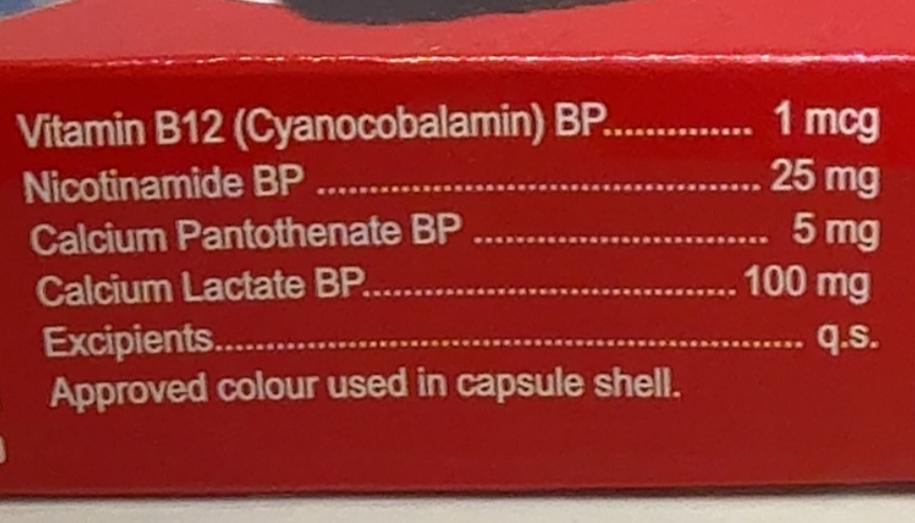 Vitamin B12 (Cyanocobalamin) BP.............. 1 mcg
Nicotinamide BP ............................................. 25 mg
Calcium Pantothenate BP .............................. 5 mg
Calcium Lactate BP...................................... 100 mg
Excipients............................................................ q.s.
Approved colour used in capsule shell.